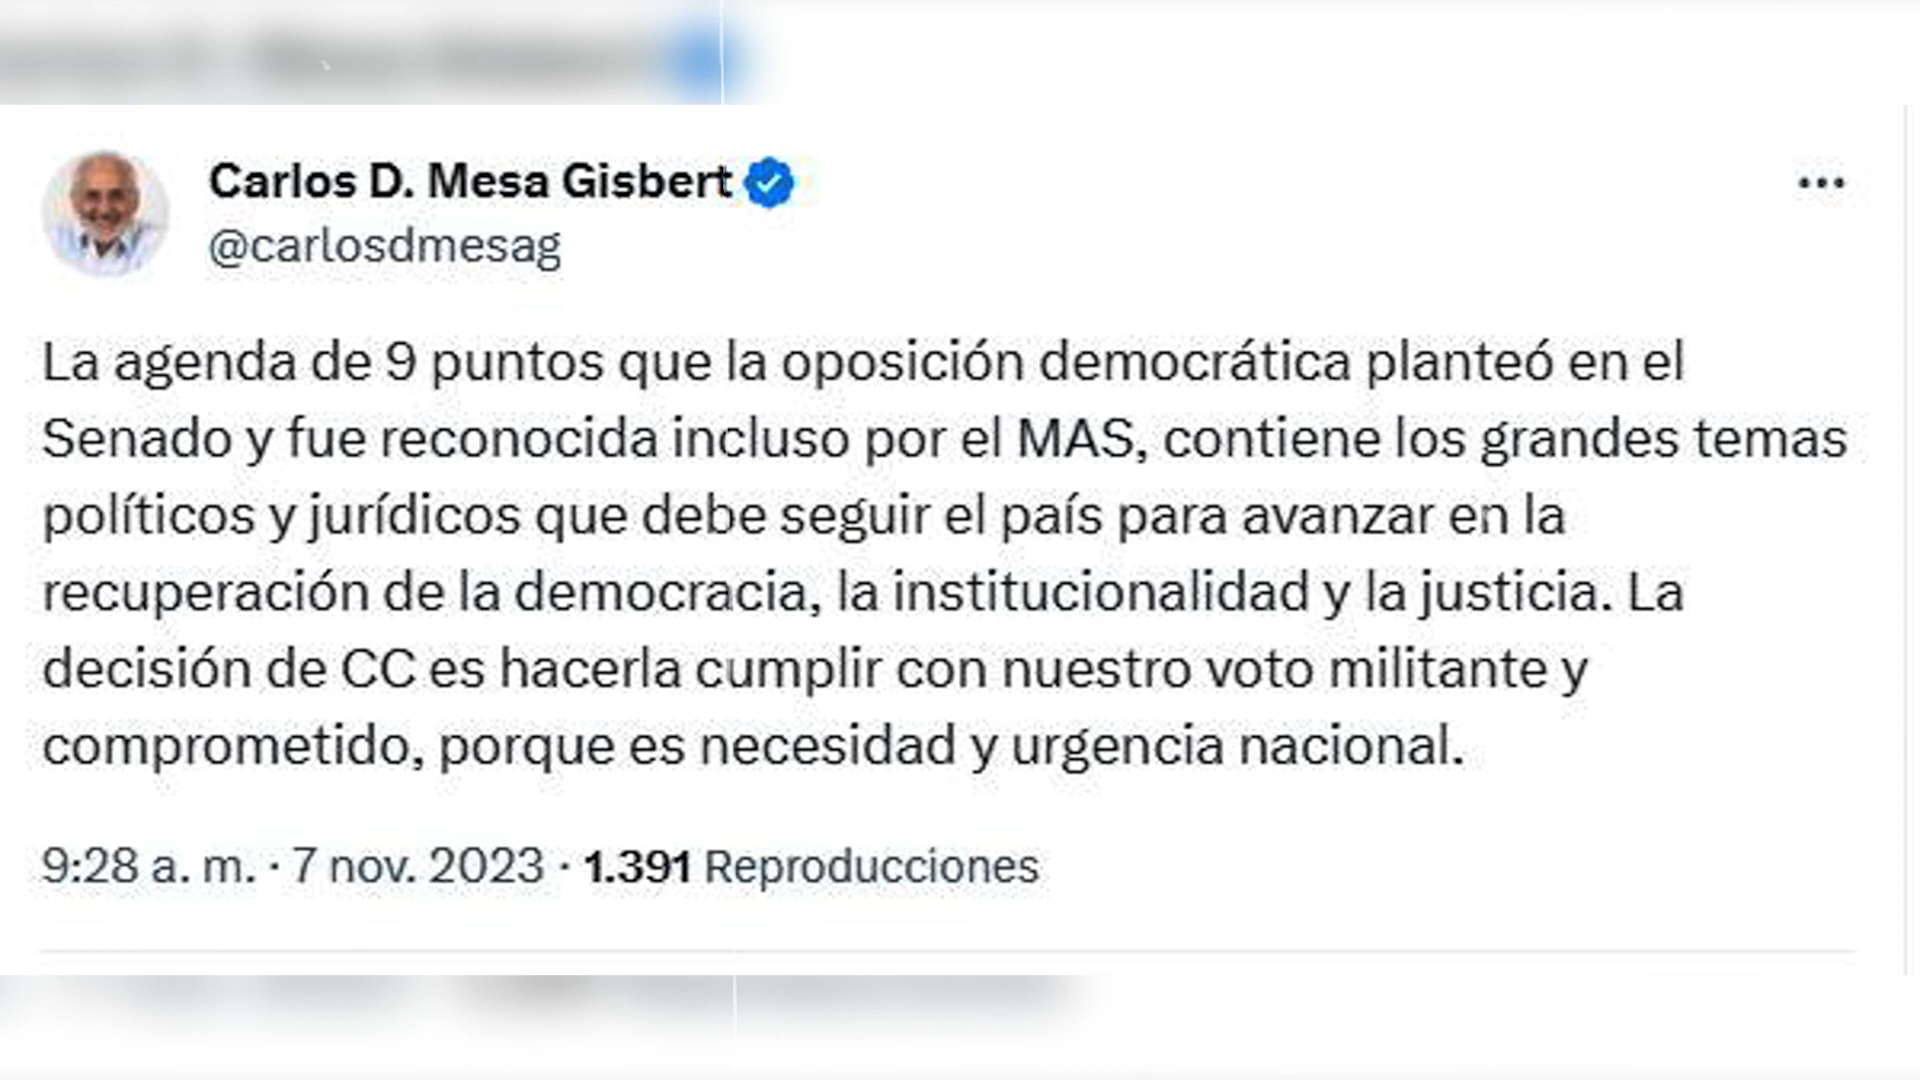 Carlos D. Mesa Gisbert
@carlosdmesag
La agenda de 9 puntos que la oposición democrática planteó en el
Senado y fue reconocida incluso por el MAS, contiene los grandes temas
políticos y jurídicos que debe seguir el país para avanzar en la
recuperación de la democracia, la institucionalidad y la justicia. La
decisión de CC es hacerla cumplir con nuestro voto militante y
comprometido, porque es necesidad y urgencia nacional.
9:28 a. m. · 7 nov. 2023 · 1.391 Reproducciones